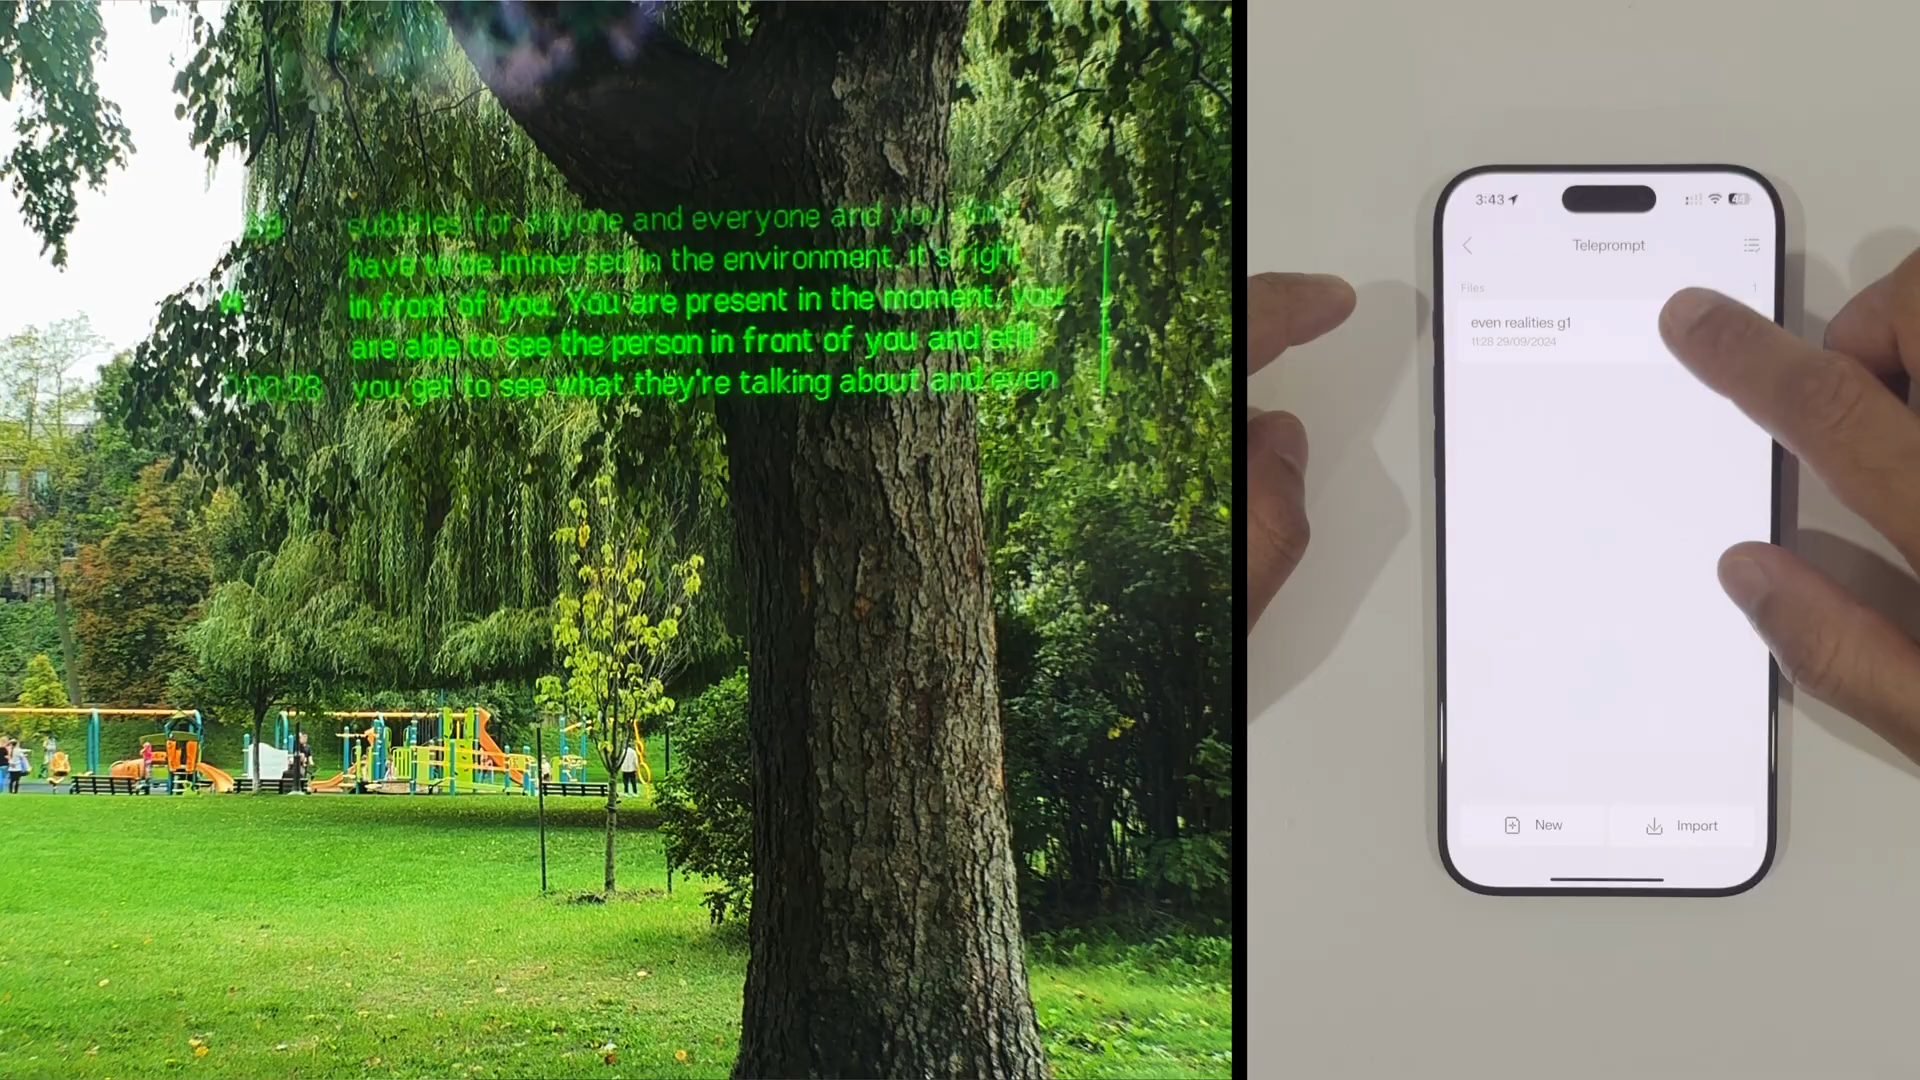 subtitles for anyone and everyone and you
have to be immersed in the environment, it's right
in front of you. You are present in the moment, you
are able to see the person in front of you and still
0:00:28 you get to see what they're talking about and even
3:43
44
Teleprompt
Files 1
even realities g1
11:28 29/09/2024
New Import